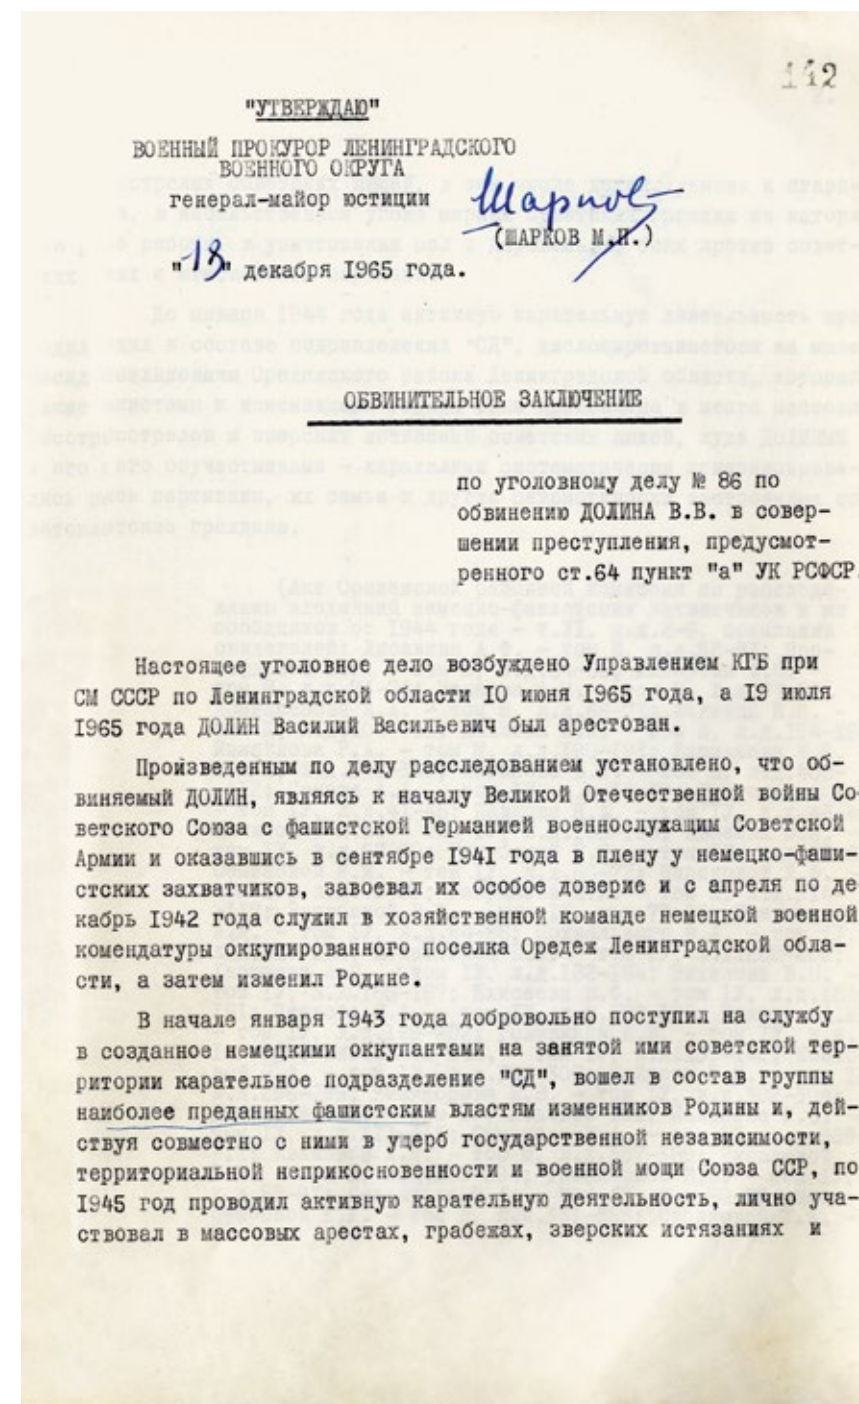 142
"УТВЕРЖДАЮ"
ВОЕННЫЙ ПРОКУРОР ЛЕНИНГРАДСКОГО
ВОЕННОГО ОКРУГА
генерал-майор юстиции
Шарков
(ШАРКОВ М.И.)
"18" декабря 1965 года.
ОБВИНИТЕЛЬНОЕ ЗАКЛЮЧЕНИЕ
по уголовному делу № 86 по
обвинению ДОЛИНА В.В. в совер-
шении преступления, предусмот-
ренного ст.64 пункт "а" УК РСФСР.
Настоящее уголовное дело возбуждено Управлением КГБ при
СМ СССР по Ленинградской области 10 июня 1965 года, а 19 июля
1965 года ДОЛИН Василий Васильевич был арестован.
Произведенным по делу расследованием установлено, что об-
виняемый ДОЛИН, являясь к началу Великой Отечественной войны Со-
ветского Союза с фашистской Германией военнослужащим Советской
Армии и оказавшись в сентябре 1941 года в плену у немецко-фаши-
стских захватчиков, завоевал их особое доверие и с апреля по де
кабрь 1942 года служил в хозяйственной команде немецкой военной
комендатуры оккупированного поселка Оредеж Ленинградской обла-
сти, а затем изменил Родине.
В начале января 1943 года добровольно поступил на службу
в созданное немецкими оккупантами на занятой ими советской тер-
ритории карательное подразделение "СД", вошел в состав группы
наиболее преданных фашистским властям изменников Родины и, дей-
ствуя совместно с ними в ущерб государственной независимости,
территориальной неприкосновенности и военной мощи Союза ССР, по
1945 год проводил активную карательную деятельность, лично уча-
ствовал в массовых арестах, грабежах, зверских истязаниях и